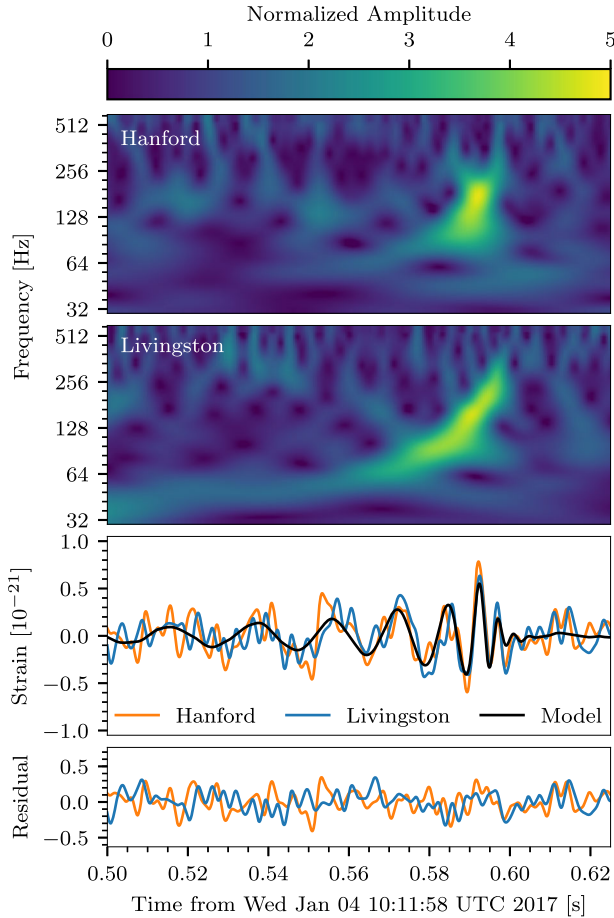 Normalized Amplitude
0 1 2 3 4 5
512
Hanford
256
128
64
32
Frequency [Hz]
512
Livingston
256
128
64
32
1.0
0.5
0.0
−0.5
−1.0
Strain [10⁻²¹]
Hanford Livingston Model
0.5
0.0
−0.5
Residual
0.50 0.52 0.54 0.56 0.58 0.60 0.62
Time from Wed Jan 04 10:11:58 UTC 2017 [s]